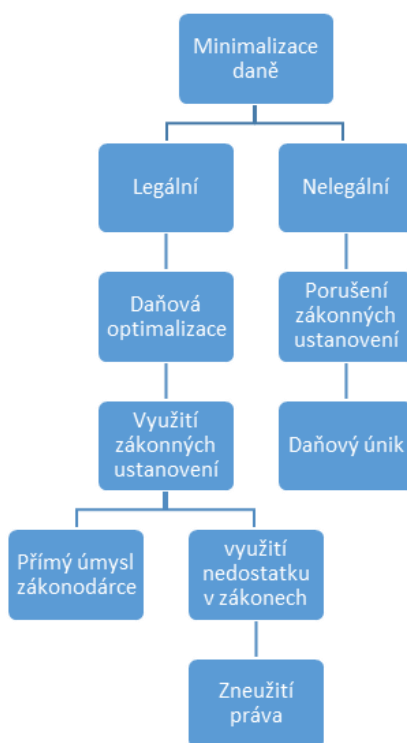 Minimalizace
daně
Legální
Nelegální
Daňová
optimalizace
Porušení
zákonných
ustanovení
Využití
zákonných
ustanovení
Daňový únik
Přímý úmysl
zákonodárce
využití
nedostatku
v zákonech
Zneužití
práva